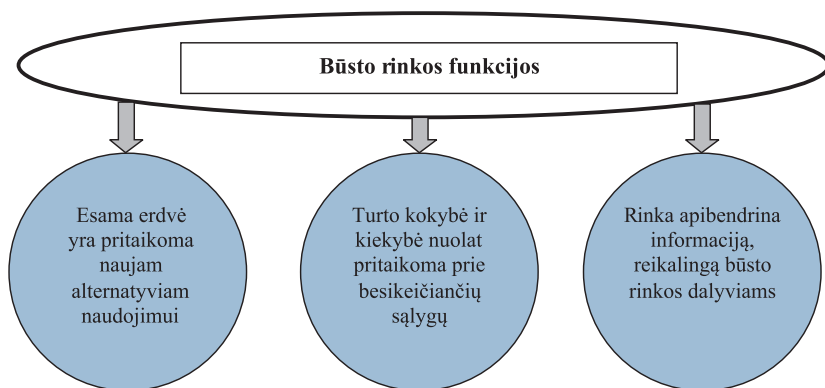 Būsto rinkos funkcijos
Esama erdvė
yra pritaikoma
naujam
alternatyviam
naudojimui
Turto kokybė ir
kiekybė nuolat
pritaikoma prie
besikeičiančių
sąlygų
Rinka apibendrina
informaciją,
reikalingą būsto
rinkos dalyviams